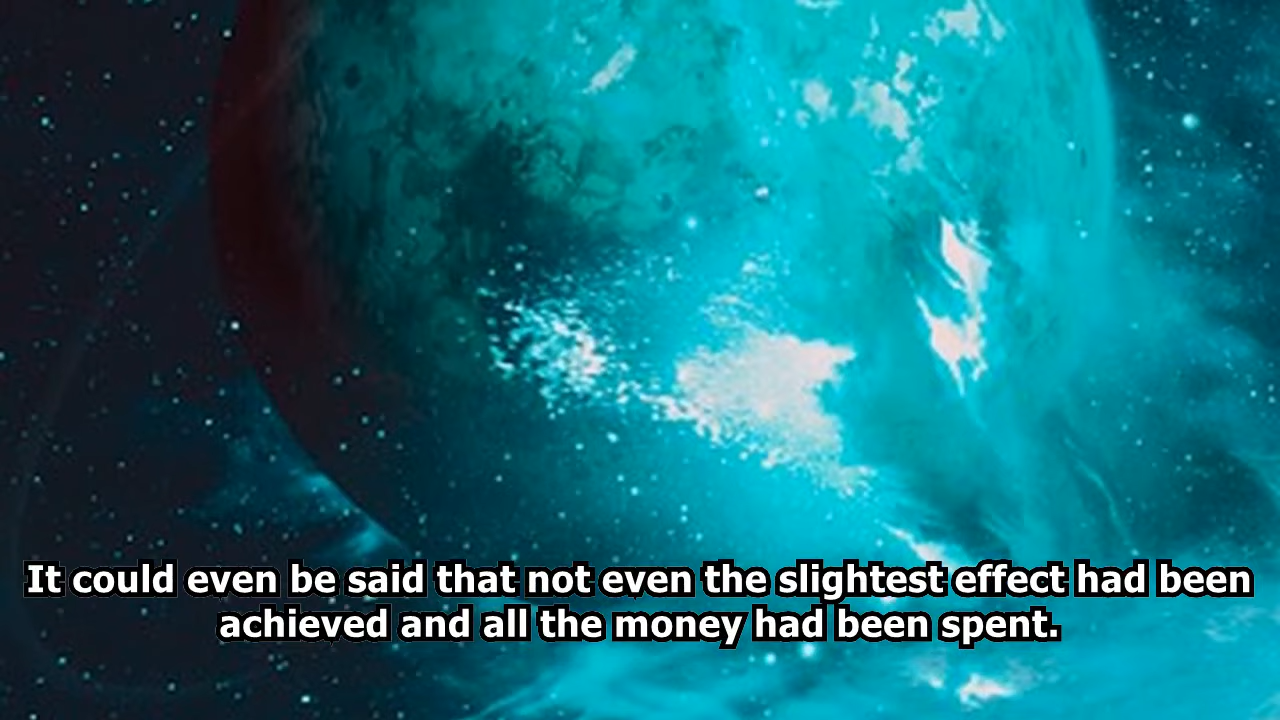 It could even be said that not even the slightest effect had been
achieved and all the money had been spent.